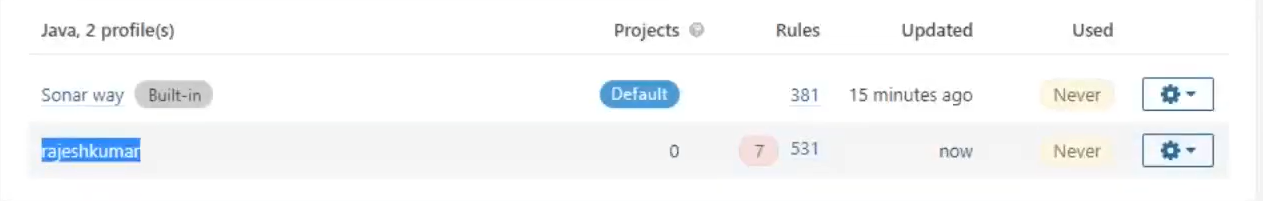 Java, 2 profile(s) Projects Rules Updated Used
Sonar way Built-in Default 381 15 minutes ago Never
rajeshkumar 0 7 531 now Never